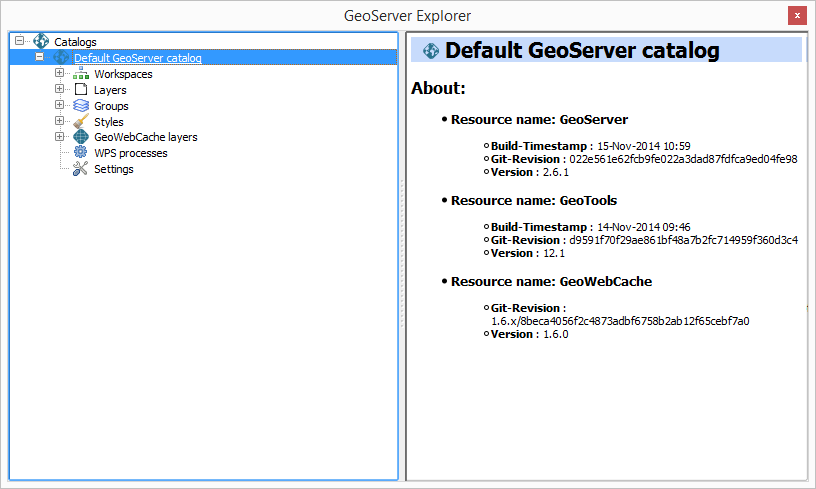 GeoServer Explorer
x
Catalogs
Default GeoServer catalog
Workspaces
Layers
Groups
Styles
GeoWebCache layers
WPS processes
Settings
Default GeoServer catalog
About:
Resource name: GeoServer
Build-Timestamp : 15-Nov-2014 10:59
Git-Revision : 022e561e62fcb9fe022a3dad87fdfca9ed04fe98
Version : 2.6.1
Resource name: GeoTools
Build-Timestamp : 14-Nov-2014 09:46
Git-Revision : d9591f70f29ae861bf48a7b2fc714959f360d3c4
Version : 12.1
Resource name: GeoWebCache
Git-Revision :
1.6.x/8beca4056f2c4873adbf6758b2ab12f65cebf7a0
Version : 1.6.0